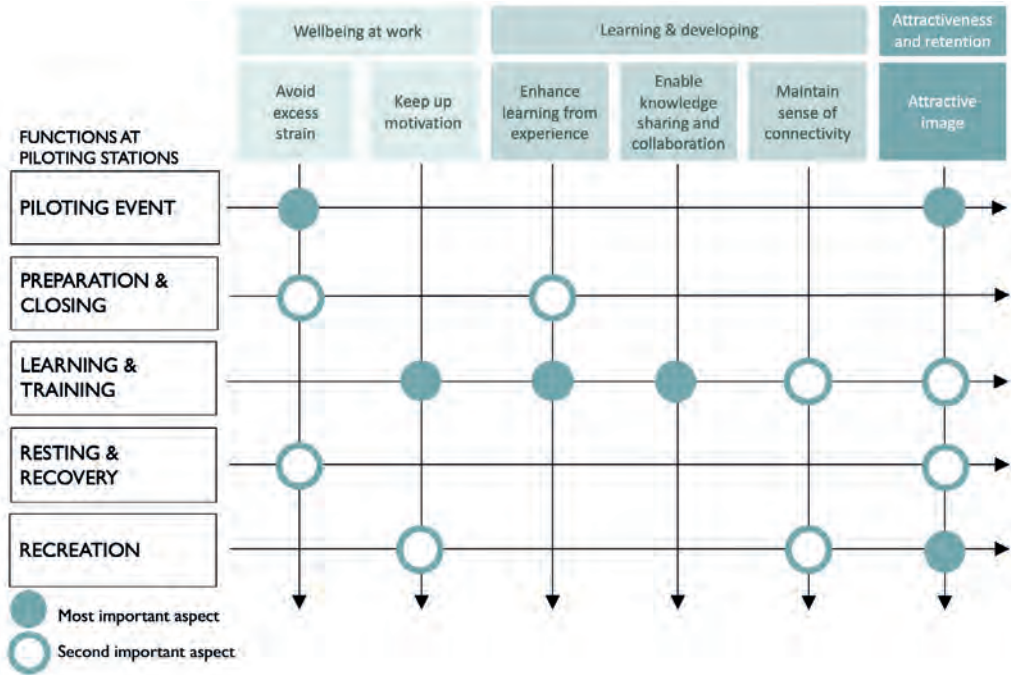 Wellbeing at work
Learning & developing
Attractiveness
and retention
Avoid
excess
strain
Keep up
motivation
Enhance
learning from
experience
Enable
knowledge
sharing and
collaboration
Maintain
sense of
connectivity
Attractive
image
FUNCTIONS AT
PILOTING STATIONS
PILOTING EVENT
PREPARATION &
CLOSING
LEARNING &
TRAINING
RESTING &
RECOVERY
RECREATION
Most important aspect
Second important aspect